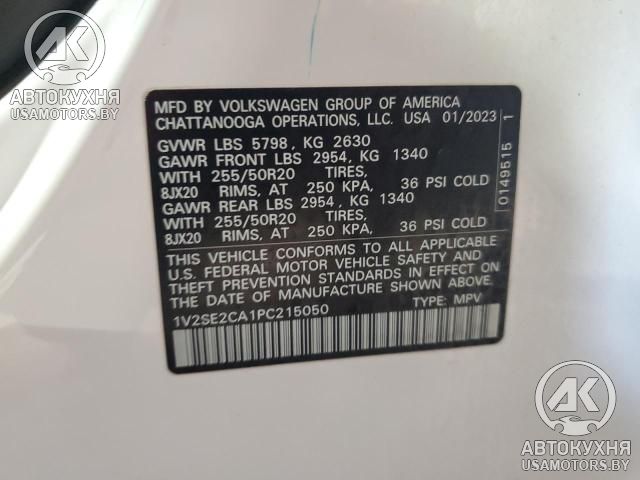 АК
АВТОКУХНЯ
USAMOTORS.BY
MFD BY VOLKSWAGEN GROUP OF AMERICA
CHATTANOOGA OPERATIONS, LLC. USA 01/2023
GVWR LBS 5798, KG 2630
GAWR FRONT LBS 2954, KG 1340
WITH 255/50R20 TIRES,
8JX20 RIMS, AT 250 KPA, 36 PSI COLD
GAWR REAR LBS 2954, KG 1340
WITH 255/50R20 TIRES,
8JX20 RIMS, AT 250 KPA, 36 PSI COLD
THIS VEHICLE CONFORMS TO ALL APPLICABLE
U.S. FEDERAL MOTOR VEHICLE SAFETY AND
THEFT PREVENTION STANDARDS IN EFFECT ON
THE DATE OF MANUFACTURE SHOWN ABOVE.
1V2SE2CA1PC215050 TYPE: MPV
0149515 1
АК
АВТОКУХНЯ
USAMOTORS.BY